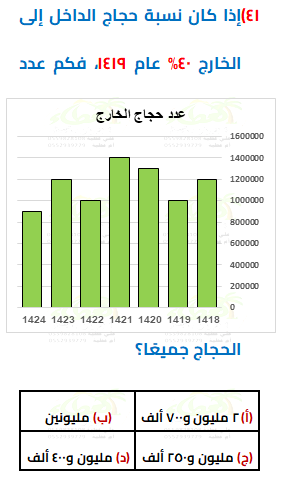 ٤١)إذا كان نسبة حجاج الداخل إلى
الخارج ٤٠% عام ١٤١٩، فكم عدد
عدد حجاج الخارج
1600000
1400000
1200000
1000000
800000
600000
400000
200000
0
1424 1423 1422 1421 1420 1419 1418
الحجاج جميعًا؟
(أ) ٢ مليون و٧٠٠ ألف (ب) مليونين
(ج) مليون و٢٥٠ ألف (د) مليون و٤٠٠ ألف